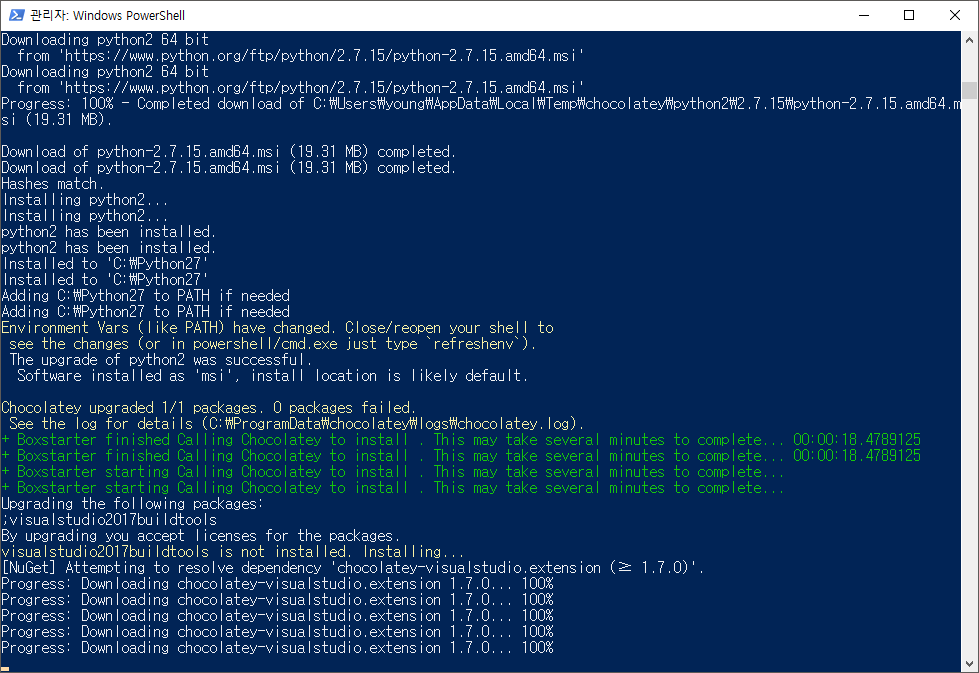 관리자: Windows PowerShell
Downloading python2 64 bit
  from 'https://www.python.org/ftp/python/2.7.15/python-2.7.15.amd64.msi'
Downloading python2 64 bit
  from 'https://www.python.org/ftp/python/2.7.15/python-2.7.15.amd64.msi'
Progress: 100% - Completed download of C:₩Users₩young₩AppData₩Local₩Temp₩chocolatey₩python2₩2.7.15₩python-2.7.15.amd64.m
si (19.31 MB).
Download of python-2.7.15.amd64.msi (19.31 MB) completed.
Download of python-2.7.15.amd64.msi (19.31 MB) completed.
Hashes match.
Installing python2...
Installing python2...
python2 has been installed.
python2 has been installed.
Installed to 'C:₩Python27'
Installed to 'C:₩Python27'
Adding C:₩Python27 to PATH if needed
Adding C:₩Python27 to PATH if needed
Environment Vars (like PATH) have changed. Close/reopen your shell to
 see the changes (or in powershell/cmd.exe just type `refreshenv`).
 The upgrade of python2 was successful.
  Software installed as 'msi', install location is likely default.
Chocolatey upgraded 1/1 packages. 0 packages failed.
 See the log for details (C:₩ProgramData₩chocolatey₩logs₩chocolatey.log).
+ Boxstarter finished Calling Chocolatey to install . This may take several minutes to complete... 00:00:18.4789125
+ Boxstarter finished Calling Chocolatey to install . This may take several minutes to complete... 00:00:18.4789125
+ Boxstarter starting Calling Chocolatey to install . This may take several minutes to complete...
+ Boxstarter starting Calling Chocolatey to install . This may take several minutes to complete...
Upgrading the following packages:
;visualstudio2017buildtools
By upgrading you accept licenses for the packages.
visualstudio2017buildtools is not installed. Installing...
[NuGet] Attempting to resolve dependency 'chocolatey-visualstudio.extension (≥ 1.7.0)'.
Progress: Downloading chocolatey-visualstudio.extension 1.7.0... 100%
Progress: Downloading chocolatey-visualstudio.extension 1.7.0... 100%
Progress: Downloading chocolatey-visualstudio.extension 1.7.0... 100%
Progress: Downloading chocolatey-visualstudio.extension 1.7.0... 100%
Progress: Downloading chocolatey-visualstudio.extension 1.7.0... 100%